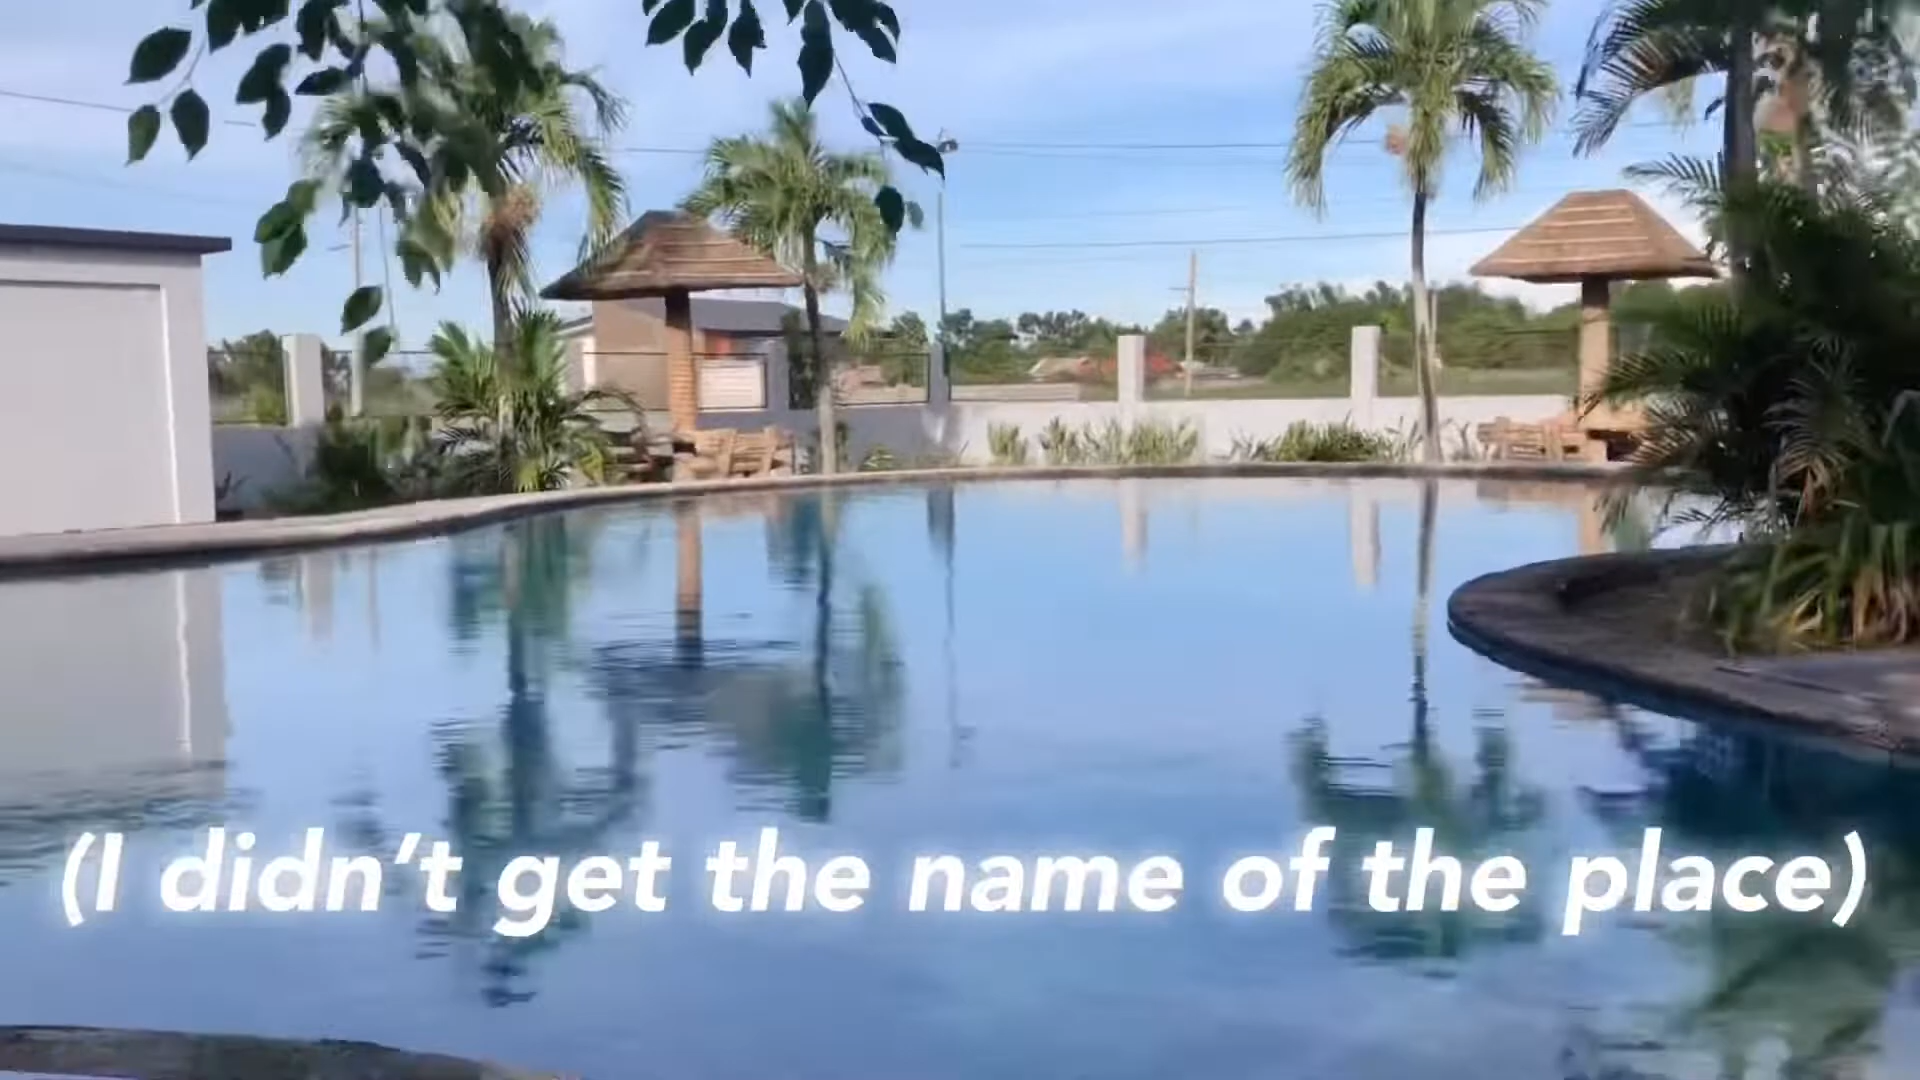 (I didn't get the name of the place)